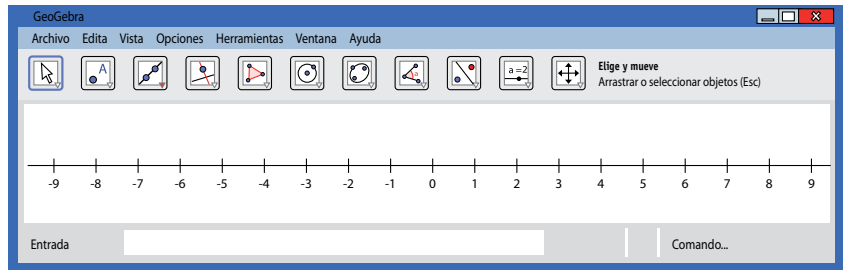 GeoGebra
Archivo Edita Vista Opciones Herramientas Ventana Ayuda
A
a
a=2
Elige y mueve
Arrastrar o seleccionar objetos (Esc)
-9 -8 -7 -6 -5 -4 -3 -2 -1 0 1 2 3 4 5 6 7 8 9
Entrada Comando...